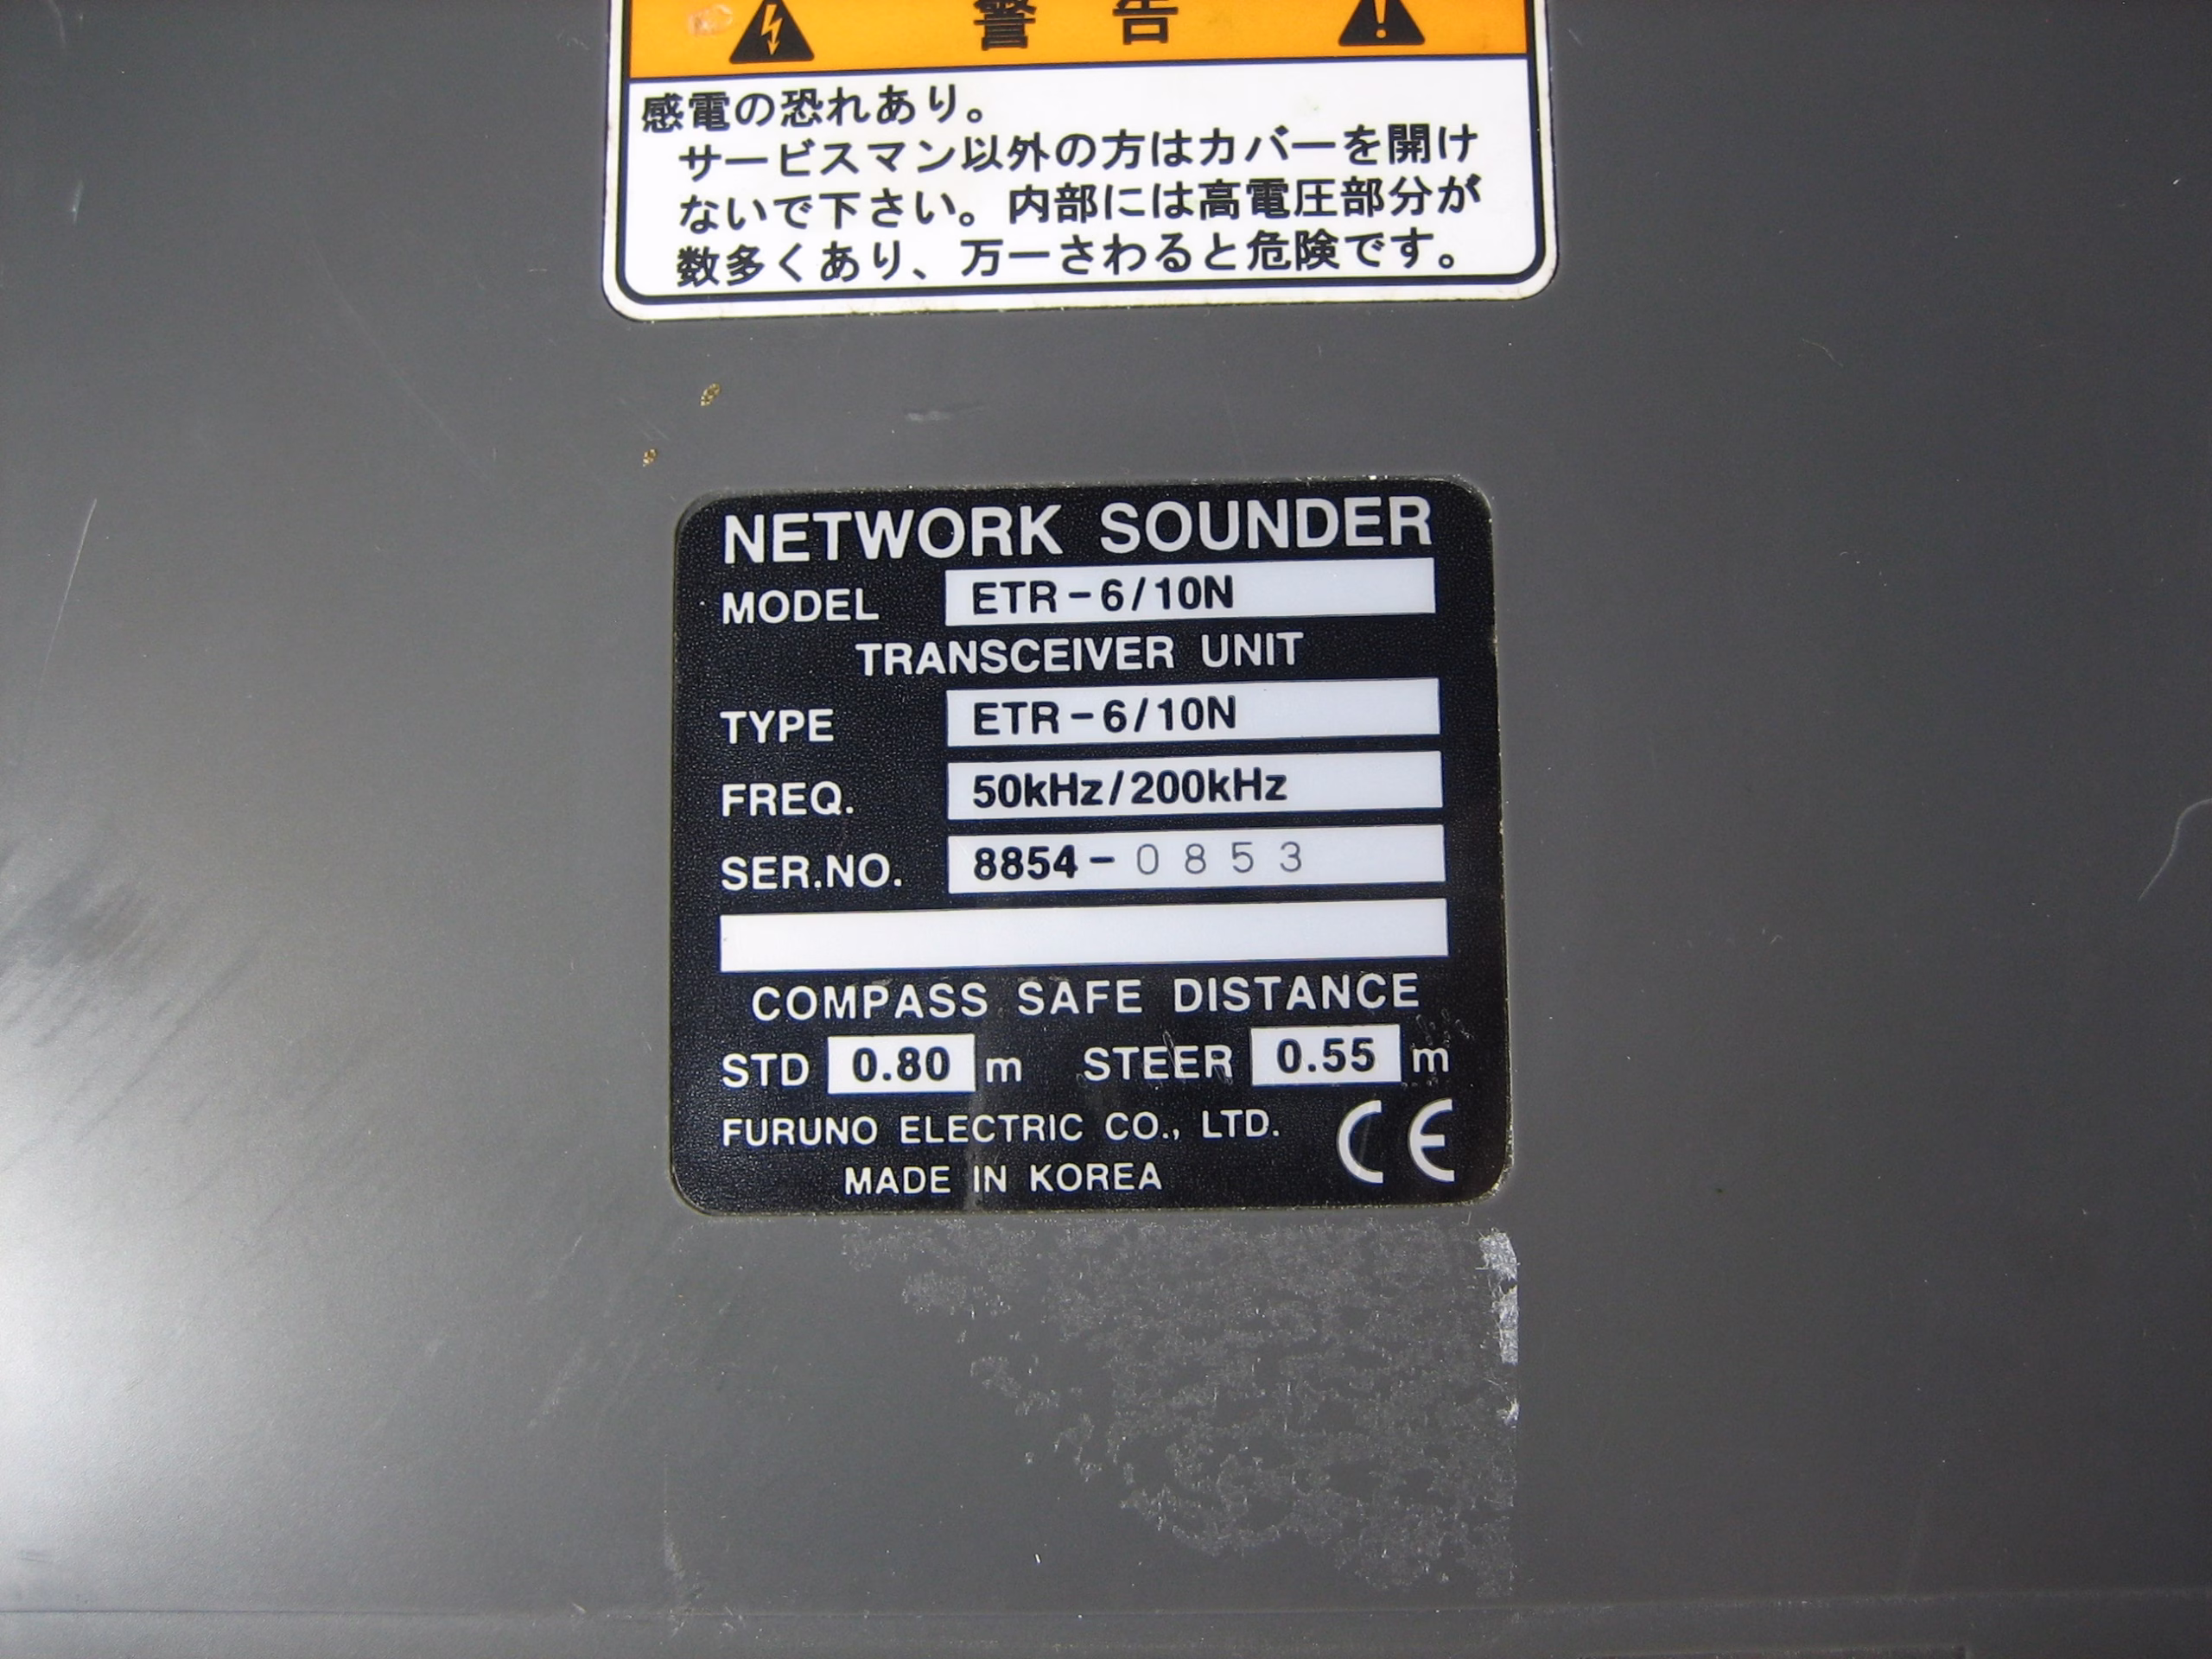 警 告
感電の恐れあり。
サービスマン以外の方はカバーを開け
ないで下さい。内部には高電圧部分が
数多くあり、万一さわると危険です。
NETWORK SOUNDER
MODEL ETR-6/10N
TRANSCEIVER UNIT
TYPE ETR-6/10N
FREQ. 50kHz/200kHz
SER.NO. 8854-0853
COMPASS SAFE DISTANCE
STD 0.80 m STEER 0.55 m
FURUNO ELECTRIC CO., LTD. CE
MADE IN KOREA